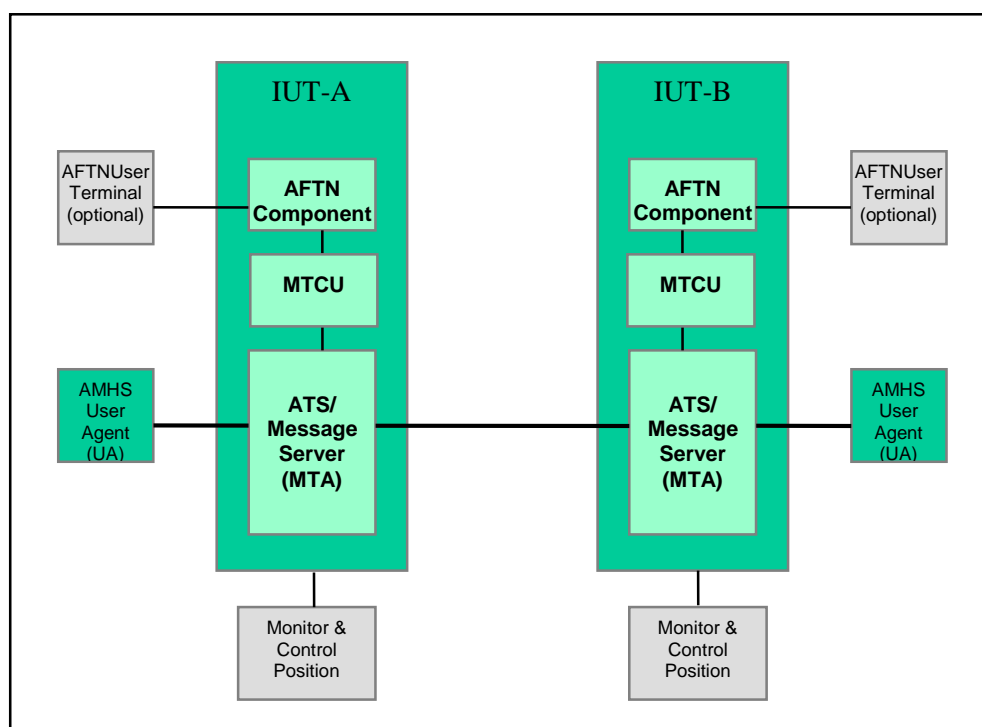 IUT-A
IUT-B
AFTNUser
Terminal
(optional)
AFTN
Component
AFTN
Component
AFTNUser
Terminal
(optional)
MTCU
MTCU
AMHS
User
Agent
(UA)
ATS/
Message
Server
(MTA)
ATS/
Message
Server
(MTA)
AMHS
User
Agent
(UA)
Monitor &
Control
Position
Monitor &
Control
Position